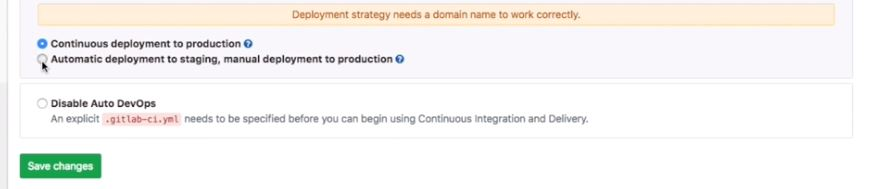 Deployment strategy needs a domain name to work correctly.
Continuous deployment to production
Automatic deployment to staging, manual deployment to production
Disable Auto DevOps
An explicit .gitlab-ci.yml needs to be specified before you can begin using Continuous Integration and Delivery.
Save changes